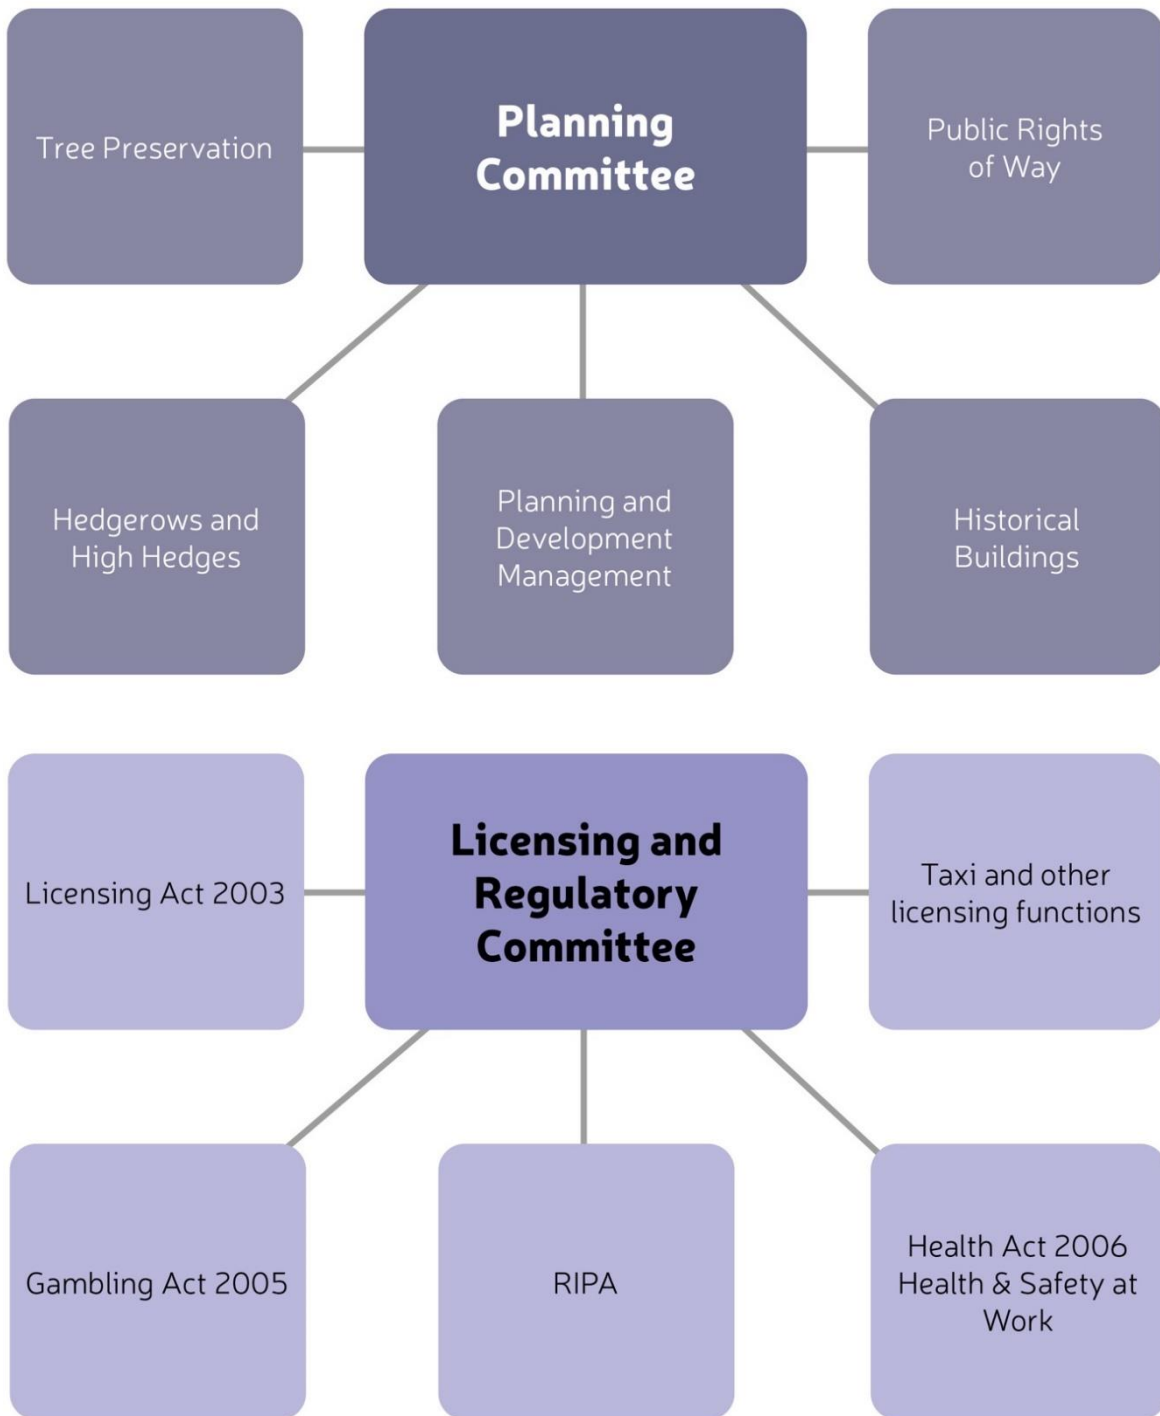 Tree Preservation
Planning
Committee
Public Rights
of Way
Hedgerows and
High Hedges
Planning and
Development
Management
Historical
Buildings
Licensing Act 2003
Licensing and
Regulatory
Committee
Taxi and other
licensing functions
Gambling Act 2005
RIPA
Health Act 2006
Health & Safety at
Work